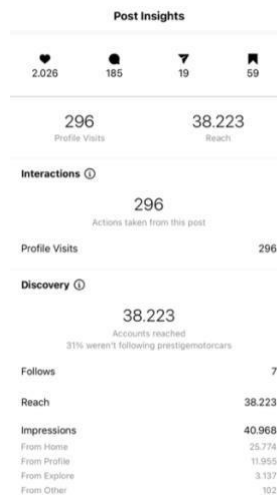 Post Insights
2.026 185 19 59
296 38.223
Profile Visits Reach
Interactions
296
Actions taken from this post
Profile Visits 296
Discovery
38.223
Accounts reached
31% weren't following prestigemotorcars.
Follows 7
Reach 38.223
Impressions 40.968
From Home 25.774
From Profile 11.955
From Explore 3.137
From Other 102